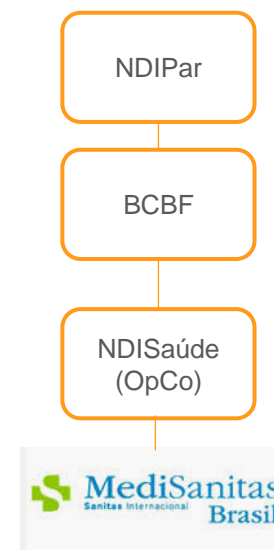 NDIPar
BCBF
NDISaúde
(OpCo)
MediSanitas
Sanitas Internacional
Brasil